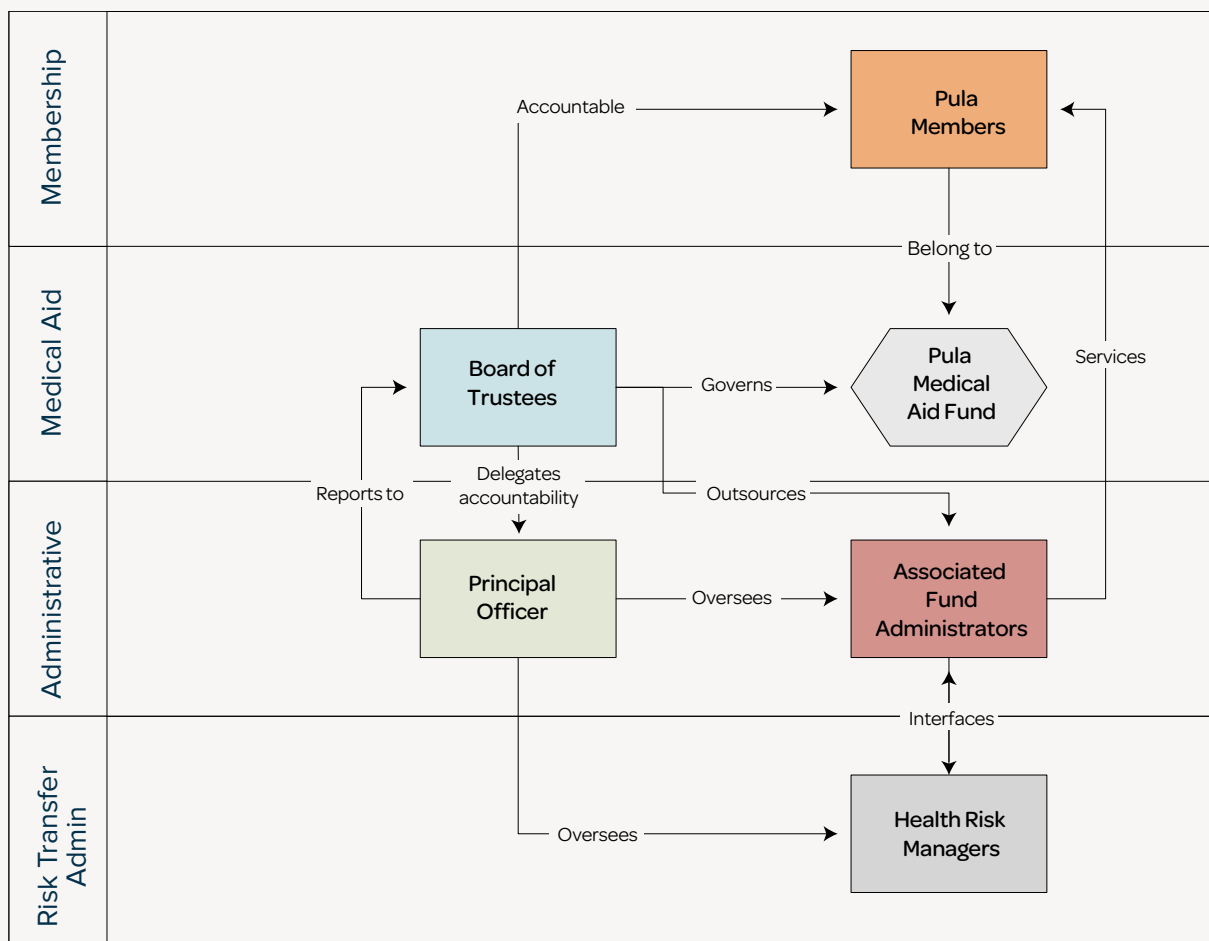 Membership
Accountable
Pula
Members
Belong to
Medical Aid
Board of
Trustees
Governs
Pula
Medical
Aid Fund
Services
Reports to
Delegates
accountability
Outsources
Administrative
Principal
Officer
Oversees
Associated
Fund
Administrators
Interfaces
Risk Transfer
Admin
Oversees
Health Risk
Managers